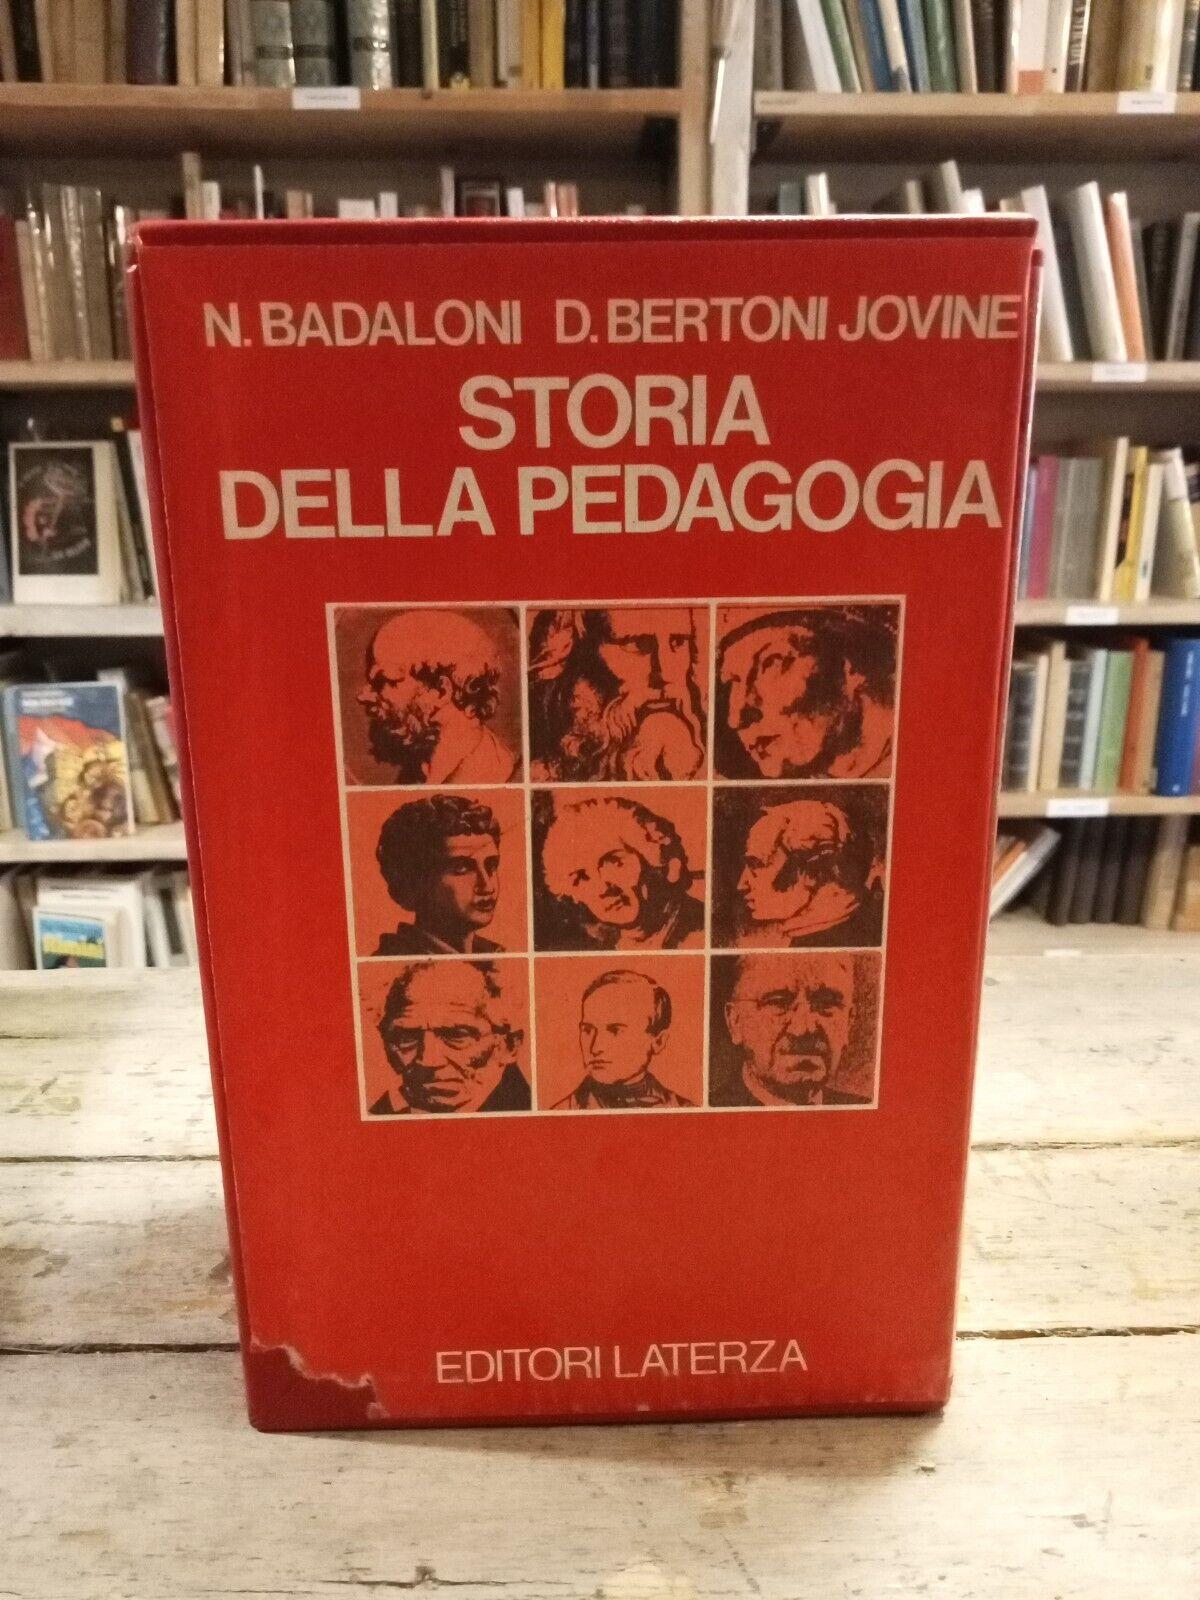 N. BADALONI D. BERTONI JOVINE
STORIA
DELLA PEDAGOGIA
EDITORI LATERZA